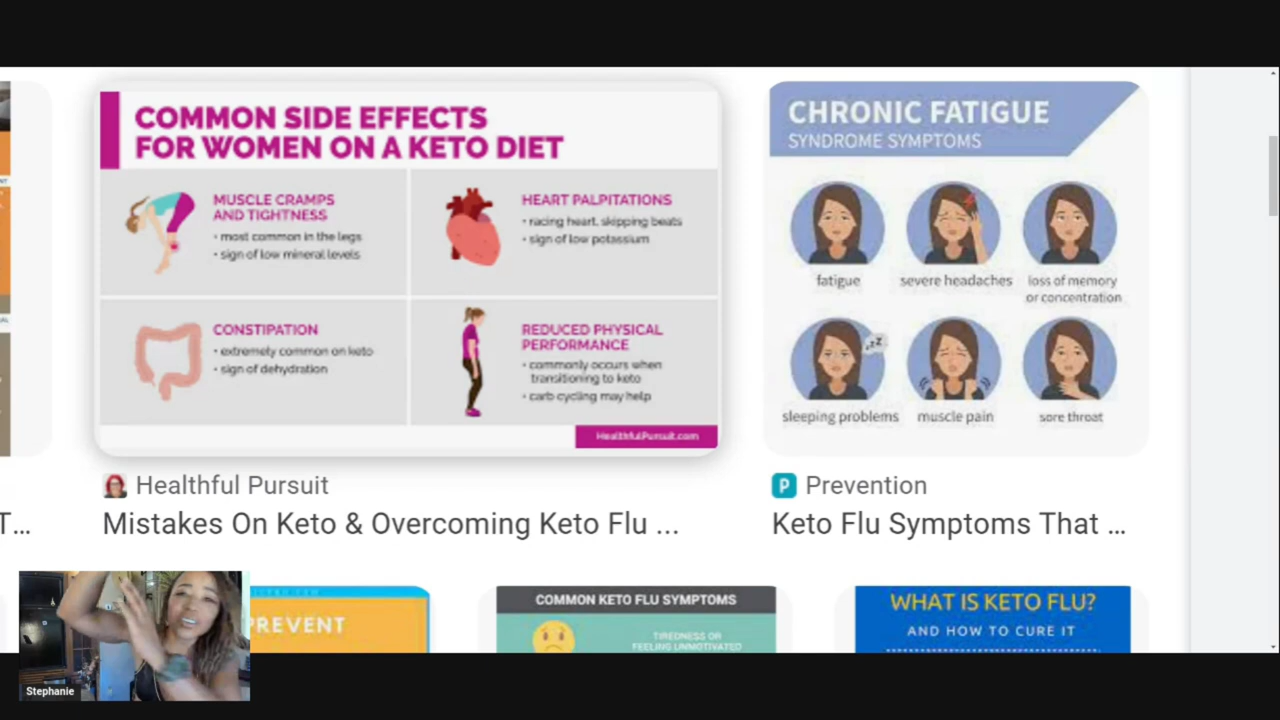 COMMON SIDE EFFECTS
FOR WOMEN ON A KETO DIET
MUSCLE CRAMPS
AND TIGHTNESS
• most common in the legs
• sign of low mineral levels
HEART PALPITATIONS
• racing heart, skipping beats
• sign of low potassium
CONSTIPATION
• extremely common on keto
• sign of dehydration
REDUCED PHYSICAL
PERFORMANCE
• commonly occurs when
transitioning to keto
• carb cycling may help
HealthfulPursuit.com
Healthful Pursuit
Mistakes On Keto & Overcoming Keto Flu ...
CHRONIC FATIGUE
SYNDROME SYMPTOMS
fatigue
severe headaches
loss of memory
or concentration
zzZ
sleeping problems
muscle pain
sore throat
P Prevention
Keto Flu Symptoms That ...
T...
PREVENT
COMMON KETO FLU SYMPTOMS
TIREDNESS OR
FEELING UNMOTIVATED
WHAT IS KETO FLU?
AND HOW TO CURE IT
Stephanie